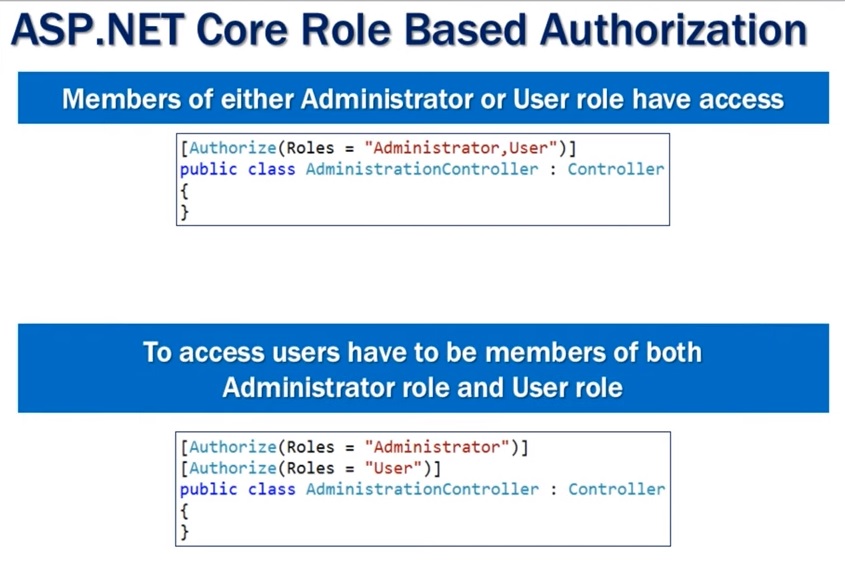 ASP.NET Core Role Based Authorization
Members of either Administrator or User role have access
[Authorize(Roles = "Administrator,User")]
public class AdministrationController : Controller
{
}
To access users have to be members of both
Administrator role and User role
[Authorize(Roles = "Administrator")]
[Authorize(Roles = "User")]
public class AdministrationController : Controller
{
}